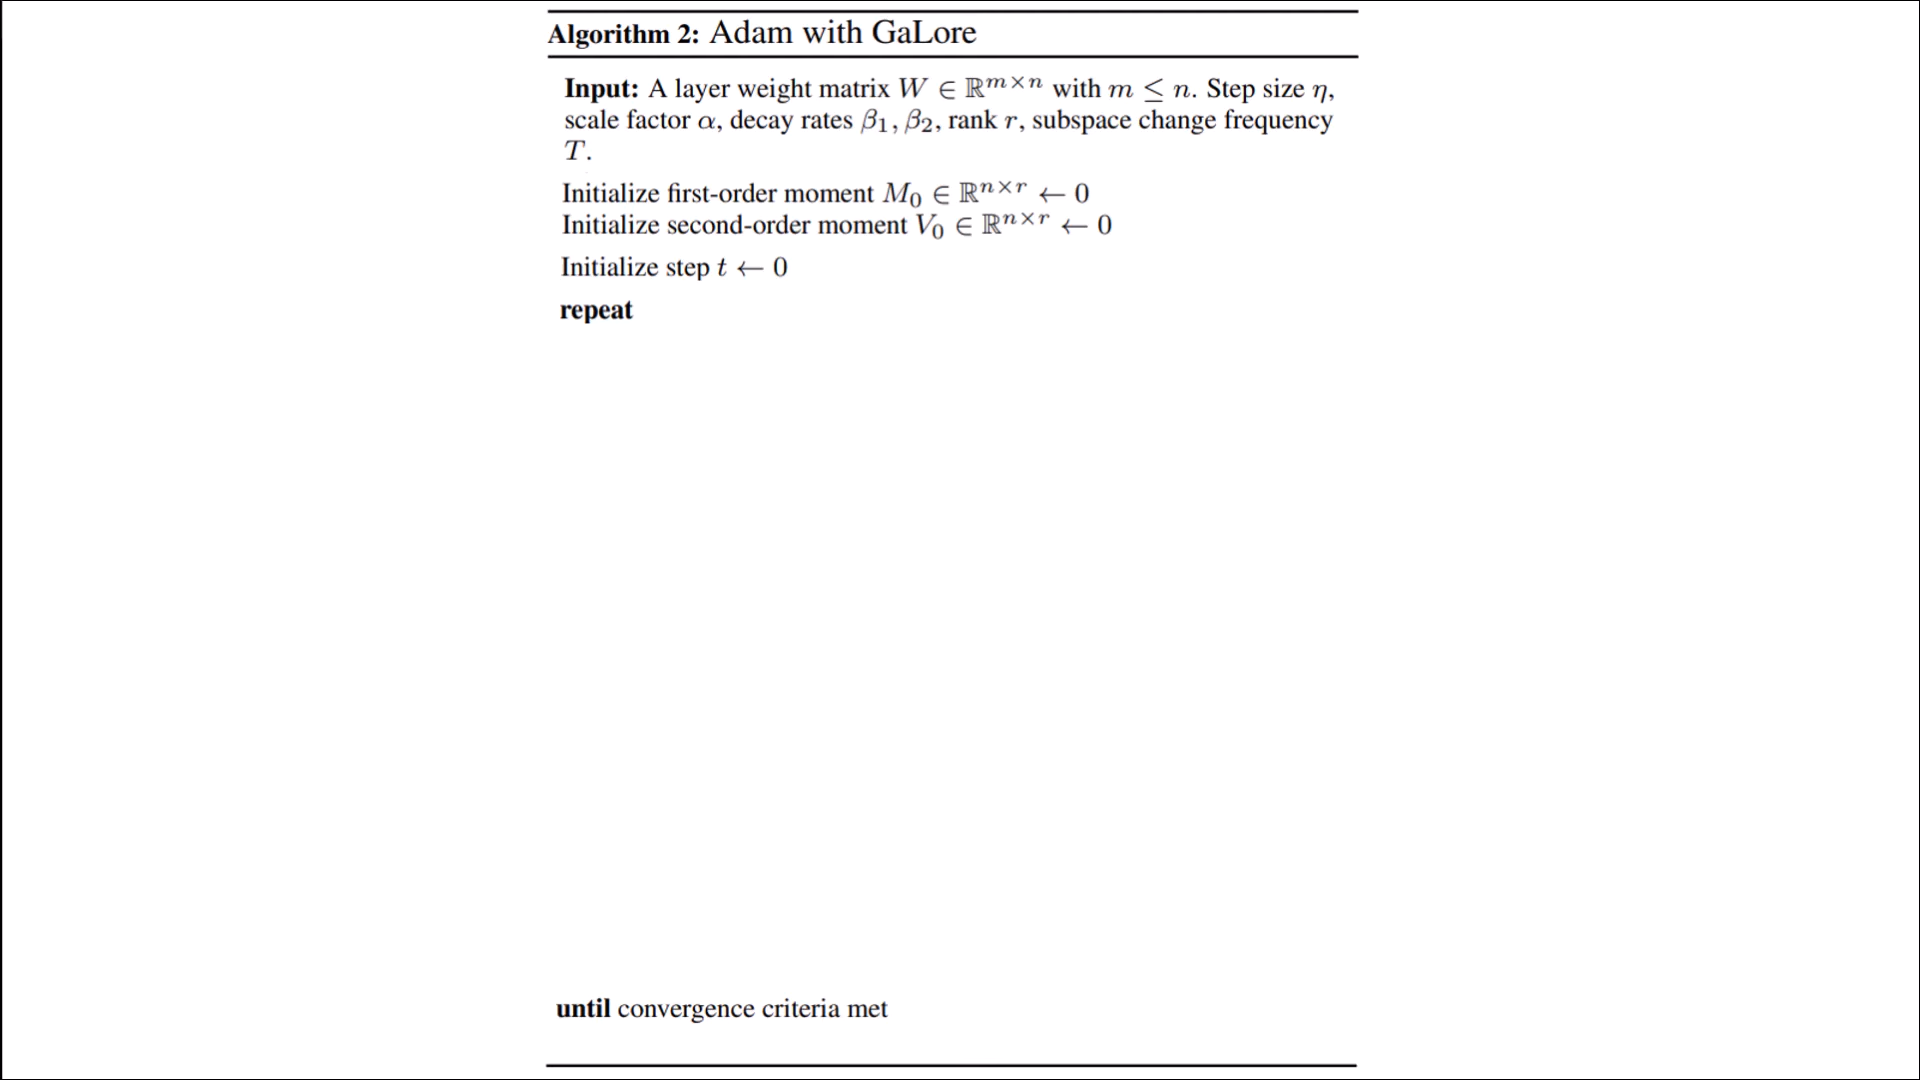 Algorithm 2: Adam with GaLore
Input: A layer weight matrix W ∈ ℝ^{m×n} with m ≤ n. Step size η,
scale factor α, decay rates β₁, β₂, rank r, subspace change frequency
T.
Initialize first-order moment M₀ ∈ ℝ^{n×r} ← 0
Initialize second-order moment V₀ ∈ ℝ^{n×r} ← 0
Initialize step t ← 0
repeat
until convergence criteria met